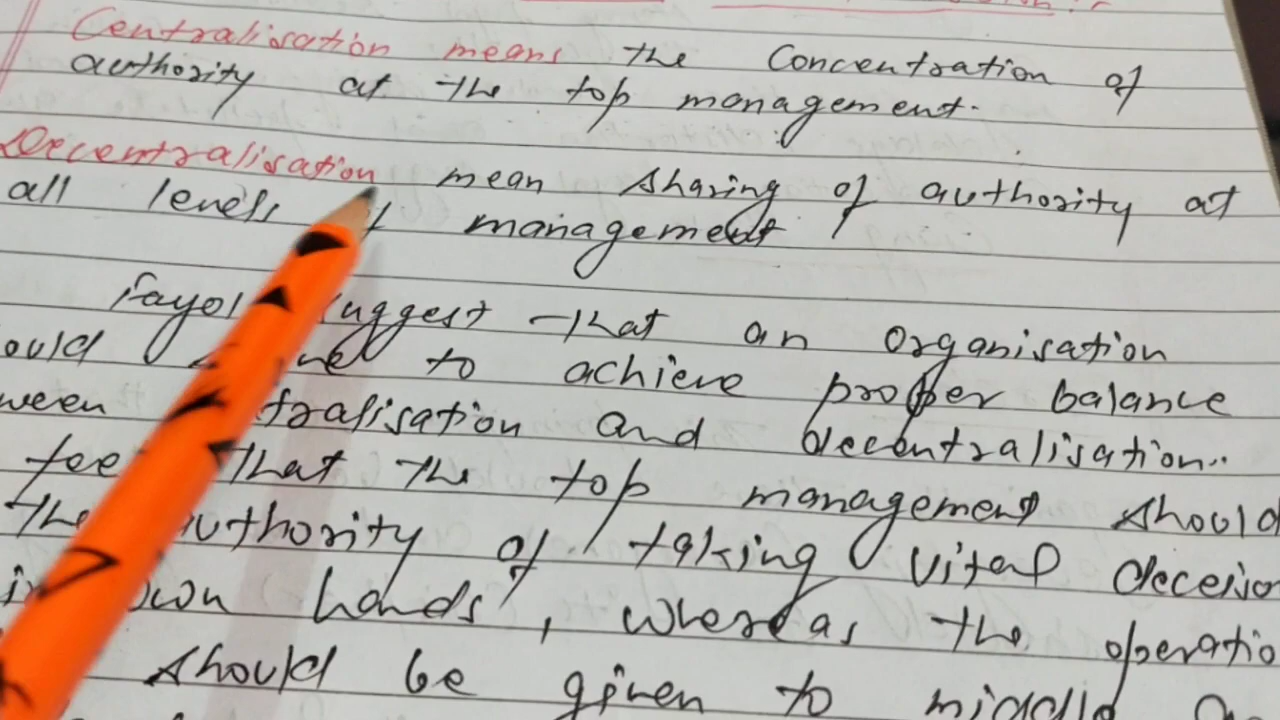 Centralisation means the Concentration of
authority at the top management.
Decentralisation mean sharing of authority at
all levels management
Fayol suggest that an organisation
to achieve proper balance
and decentralisation..
that the top management should
the authority of taking vital
own hands, whereas the
should be given to